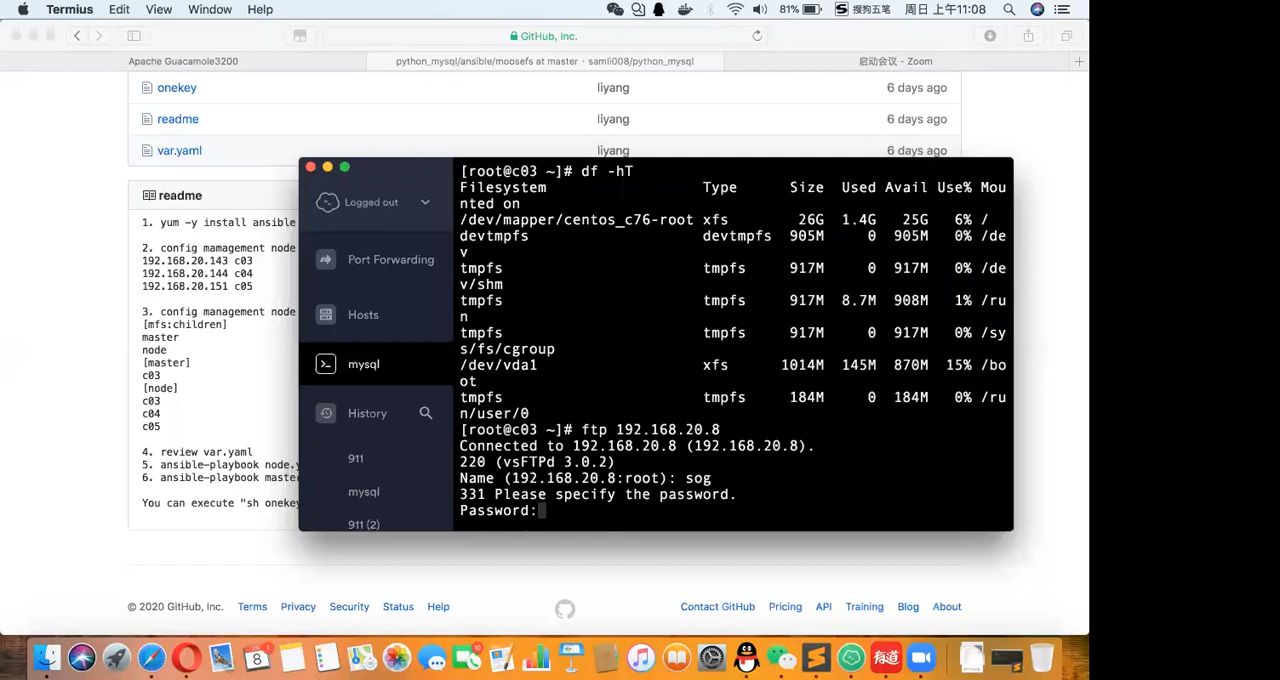 Termius Edit View Window Help 81% 搜狗五笔 周日 上午11:08
GitHub, Inc.
Apache Guacamole3200 python_mysql/ansible/moosefs at master · samli008/python_mysql 启动会议 - Zoom
onekey liyang 6 days ago
readme liyang 6 days ago
var.yaml liyang 6 days ago
readme
1. yum -y install ansible
2. config mamagement node
192.168.20.143 c03
192.168.20.144 c04
192.168.20.151 c05
3. config management node
[mfs:children]
master
node
[master]
c03
[node]
c03
c04
c05
4. review var.yaml
5. ansible-playbook node.y
6. ansible-playbook maste
You can execute "sh onek
Logged out
Port Forwarding
Hosts
mysql
History
911
mysql
911 (2)
[root@c03 ~]# df -hT
Filesystem Type Size Used Avail Use% Mou
nted on
/dev/mapper/centos_c76-root xfs 26G 1.4G 25G 6% /
devtmpfs devtmpfs 905M 0 905M 0% /de
v
tmpfs tmpfs 917M 0 917M 0% /de
v/shm
tmpfs tmpfs 917M 8.7M 908M 1% /ru
n
tmpfs tmpfs 917M 0 917M 0% /sy
s/fs/cgroup
/dev/vda1 xfs 1014M 145M 870M 15% /bo
ot
tmpfs tmpfs 184M 0 184M 0% /ru
n/user/0
[root@c03 ~]# ftp 192.168.20.8
Connected to 192.168.20.8 (192.168.20.8).
220 (vsFTPd 3.0.2)
Name (192.168.20.8:root): sog
331 Please specify the password.
Password:
© 2020 GitHub, Inc. Terms Privacy Security Status Help Contact GitHub Pricing API Training Blog About
8
有道